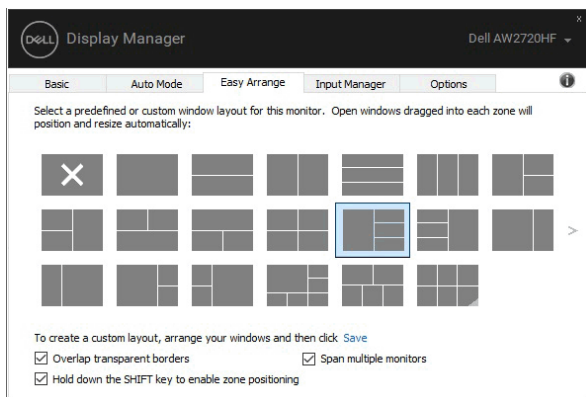 DELL Display Manager
Dell AW2720HF
x
Basic
Auto Mode
Easy Arrange
Input Manager
Options
i
Select a predefined or custom window layout for this monitor. Open windows dragged into each zone will
position and resize automatically:
>
To create a custom layout, arrange your windows and then click Save
Overlap transparent borders
Span multiple monitors
Hold down the SHIFT key to enable zone positioning